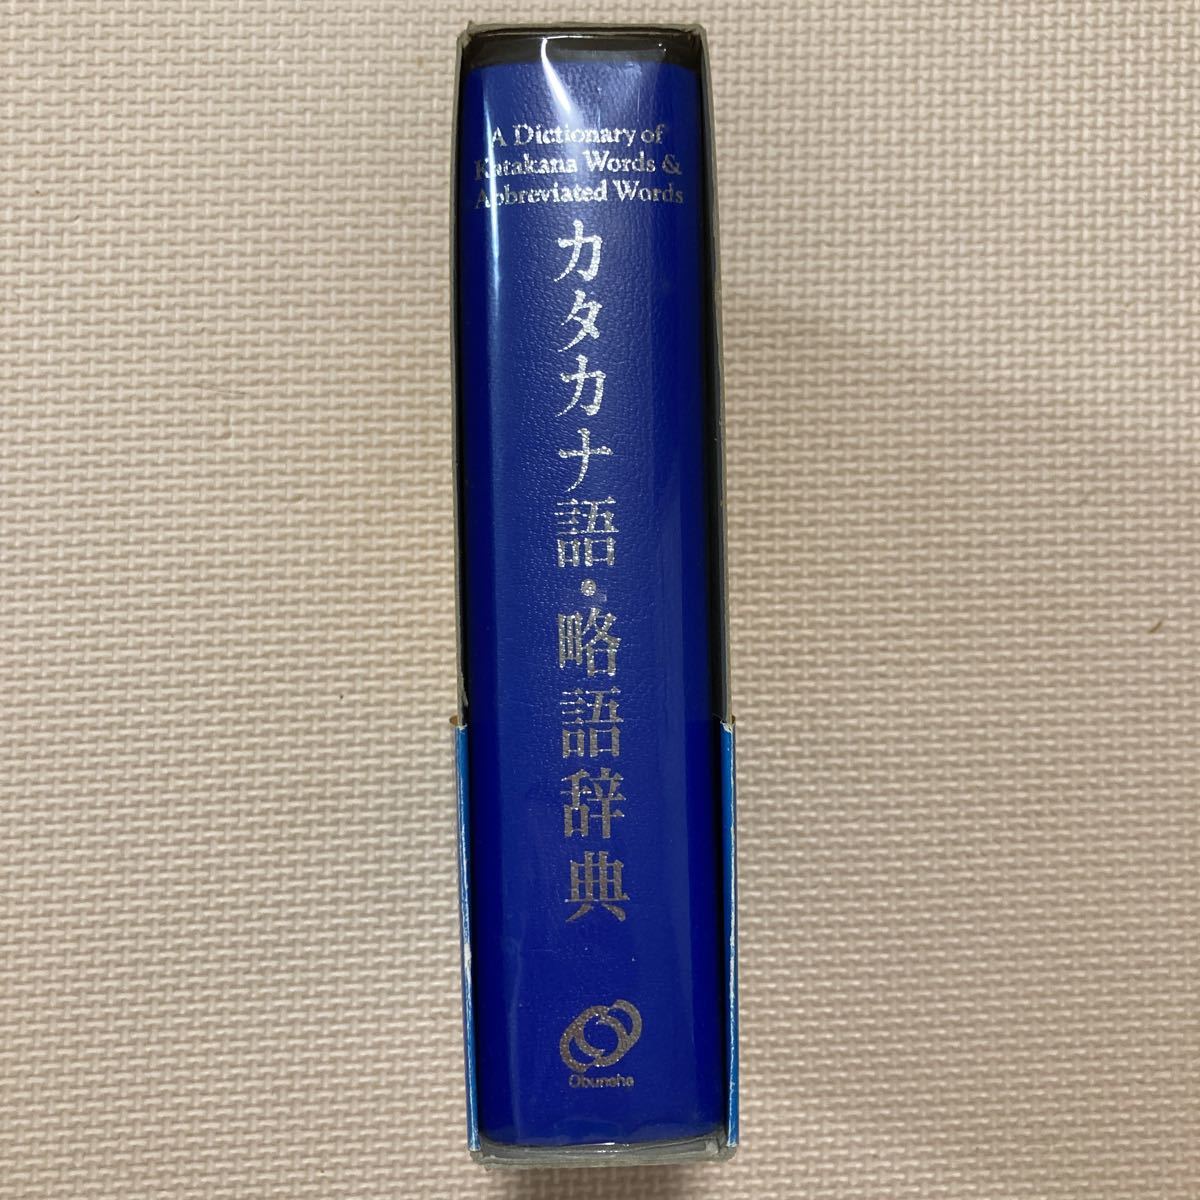 A Dictionary of
Katakana Words &
Abbreviated Words
カタカナ語・略語辞典
Obunsha